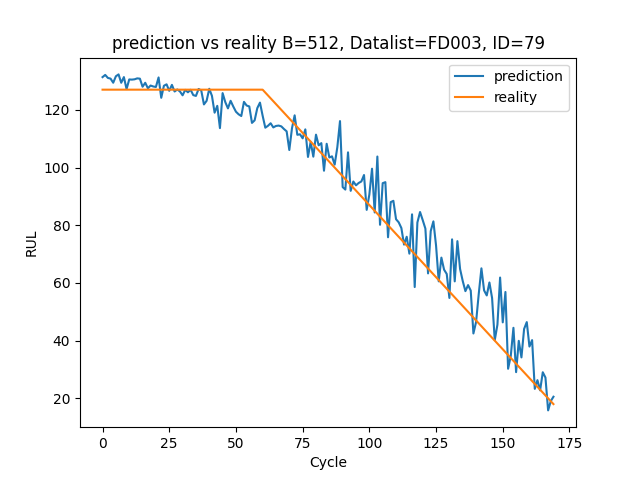 prediction vs reality B=512, Datalist=FD003, ID=79
prediction
reality
RUL
120
100
80
60
40
20
0 25 50 75 100 125 150 175
Cycle